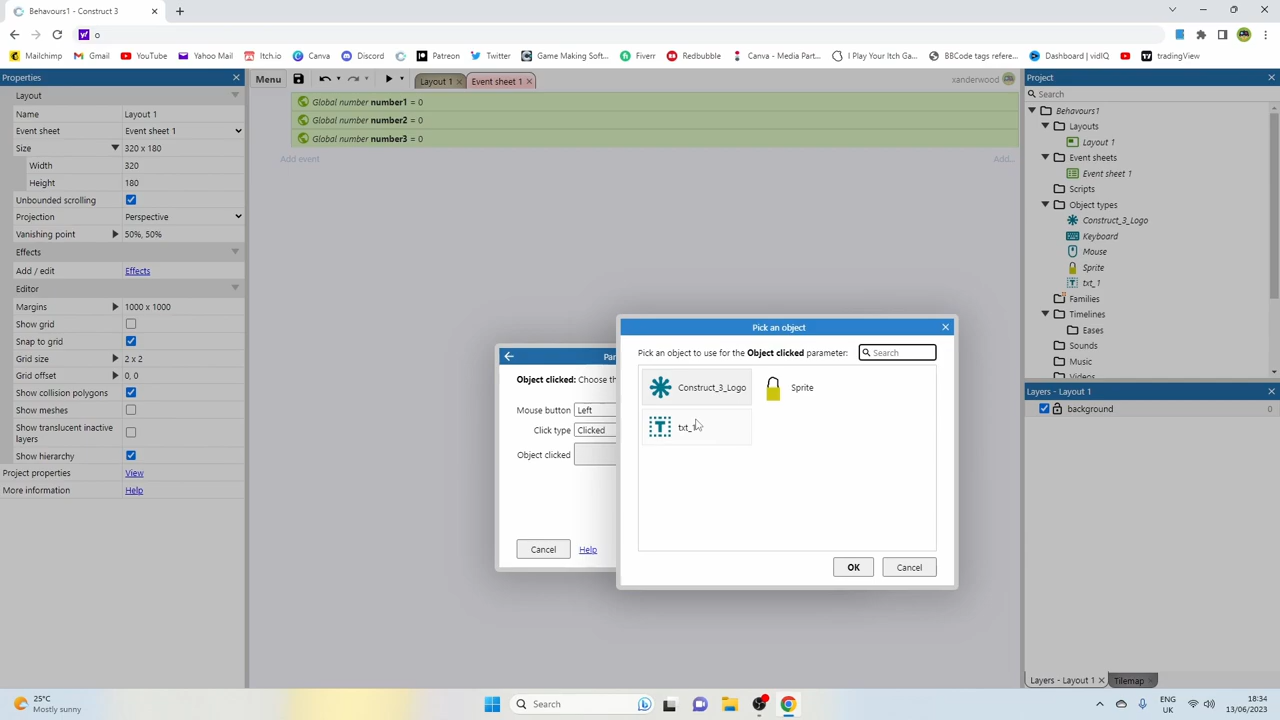 Behavours1 - Construct 3
o
Mailchimp Gmail YouTube Yahoo Mail Itch.io Canva Discord Patreon Twitter Game Making Sof... Fiverr Redbubble Canva - Media Part... I Play Your Itch Ga... BBCode tags refere... Dashboard | vidIQ tradingView
Properties
Layout
Name Layout 1
Event sheet Event sheet 1
Size 320 x 180
Width 320
Height 180
Unbounded scrolling
Projection Perspective
Vanishing point 50%, 50%
Effects
Add / edit Effects
Editor
Margins 1000 x 1000
Show grid
Snap to grid
Grid size 2 x 2
Grid offset 0, 0
Show collision polygons
Show meshes
Show translucent inactive
layers
Show hierarchy
Project properties View
More information Help
Menu Layout 1 Event sheet 1 xanderwood
Global number number1 = 0
Global number number2 = 0
Global number number3 = 0
Add event Add...
Object clicked: Choose the
Mouse button Left
Click type Clicked
Object clicked
Cancel Help
Pick an object
Pick an object to use for the Object clicked parameter: Search
Construct_3_Logo Sprite
txt_1
OK Cancel
Project
Search
Behavours1
Layouts
Layout 1
Event sheets
Event sheet 1
Scripts
Object types
Construct_3_Logo
Keyboard
Mouse
Sprite
txt_1
Families
Timelines
Eases
Sounds
Music
Videos
Layers - Layout 1
background 0
Layers - Layout 1 Tilemap
25°C
Mostly sunny
Search
ENG
UK
18:34
13/06/2023